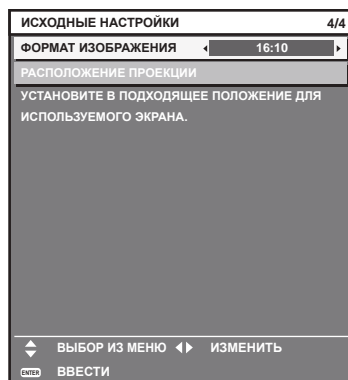 ИСХОДНЫЕ НАСТРОЙКИ 4/4
ФОРМАТ ИЗОБРАЖЕНИЯ 16:10
РАСПОЛОЖЕНИЕ ПРОЕКЦИИ
УСТАНОВИТЕ В ПОДХОДЯЩЕЕ ПОЛОЖЕНИЕ ДЛЯ
ИСПОЛЬЗУЕМОГО ЭКРАНА.
ВЫБОР ИЗ МЕНЮ ИЗМЕНИТЬ
ENTER ВВЕСТИ